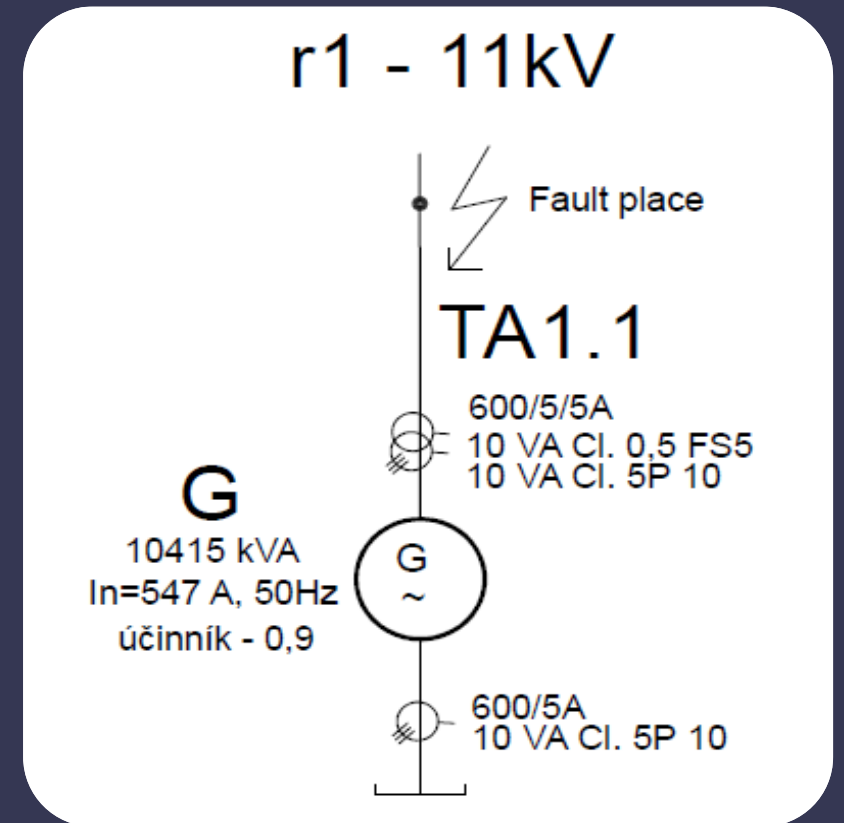 r1 - 11kV
Fault place
TA1.1
600/5/5A
10 VA Cl. 0,5 FS5
10 VA Cl. 5P 10
G
10415 kVA
In=547 A, 50Hz
účinník - 0,9
G
~
600/5A
10 VA Cl. 5P 10